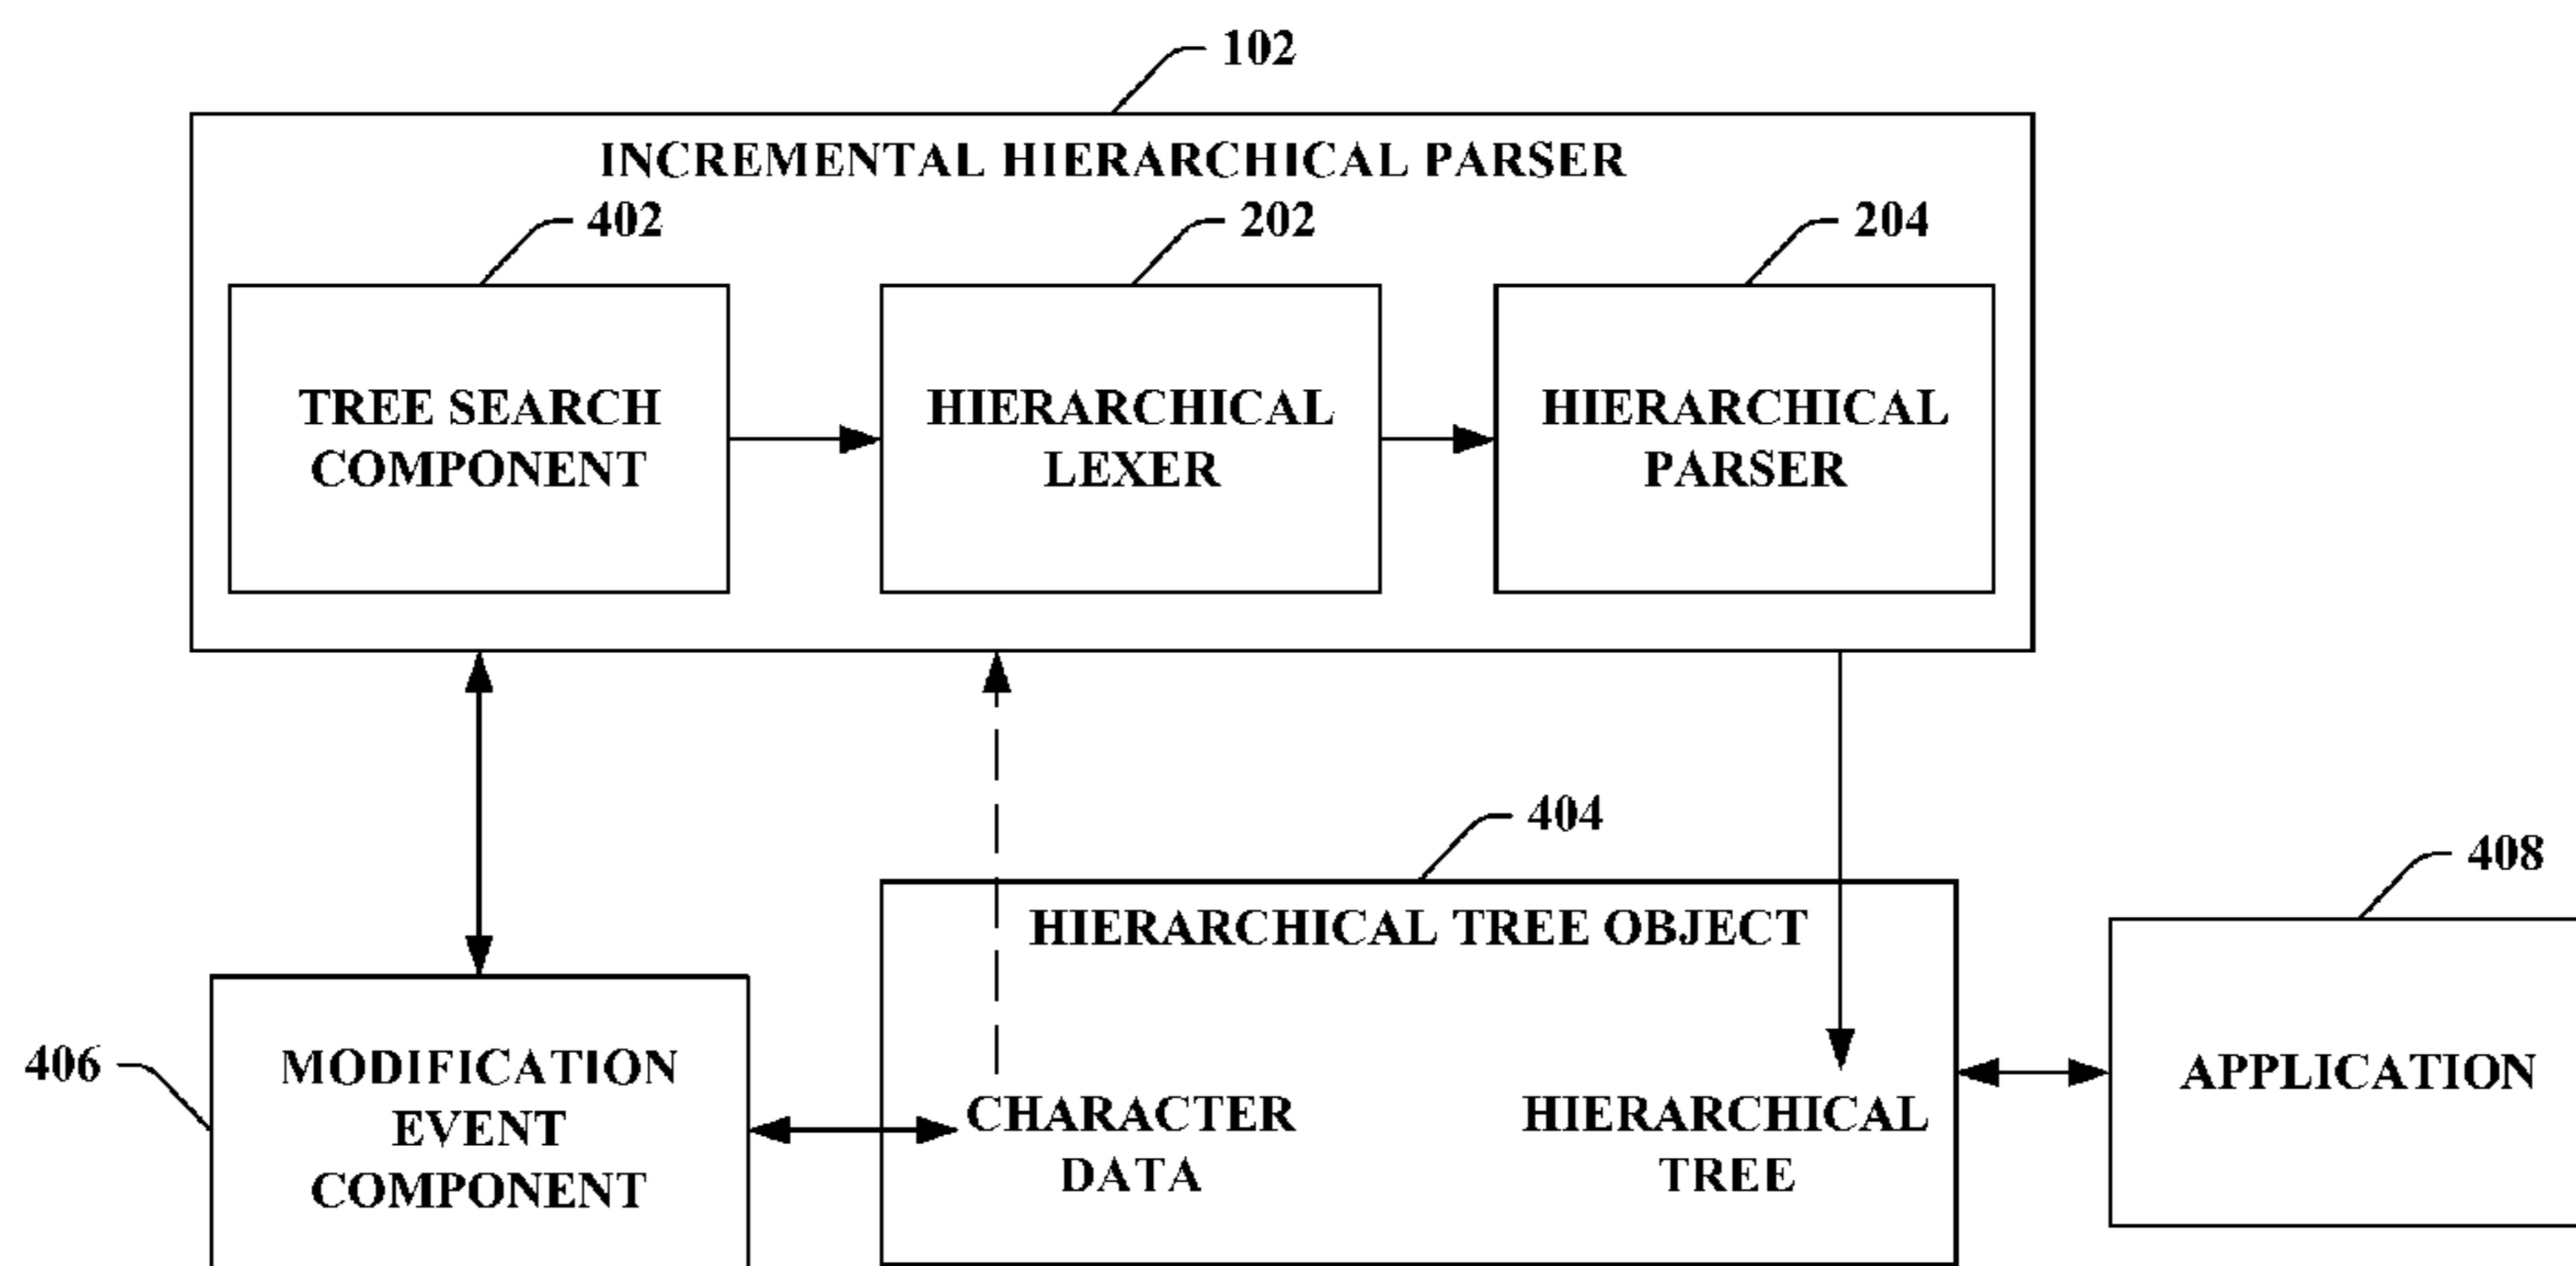 102
INCREMENTAL HIERARCHICAL PARSER
402
202
204
TREE SEARCH
COMPONENT
HIERARCHICAL
LEXER
HIERARCHICAL
PARSER
404
408
HIERARCHICAL TREE OBJECT
406
MODIFICATION
EVENT
COMPONENT
CHARACTER
DATA
HIERARCHICAL
TREE
APPLICATION